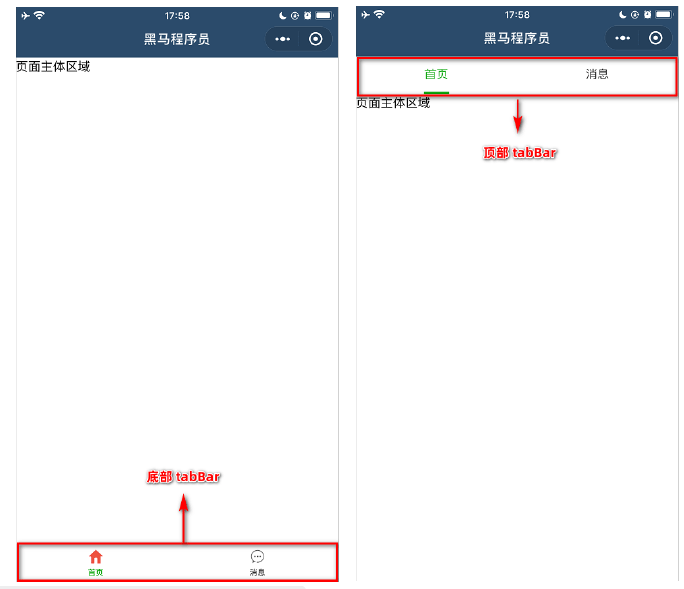 17:58
黑马程序员
页面主体区域
底部 tabBar
首页
消息
17:58
黑马程序员
首页
消息
页面主体区域
顶部 tabBar